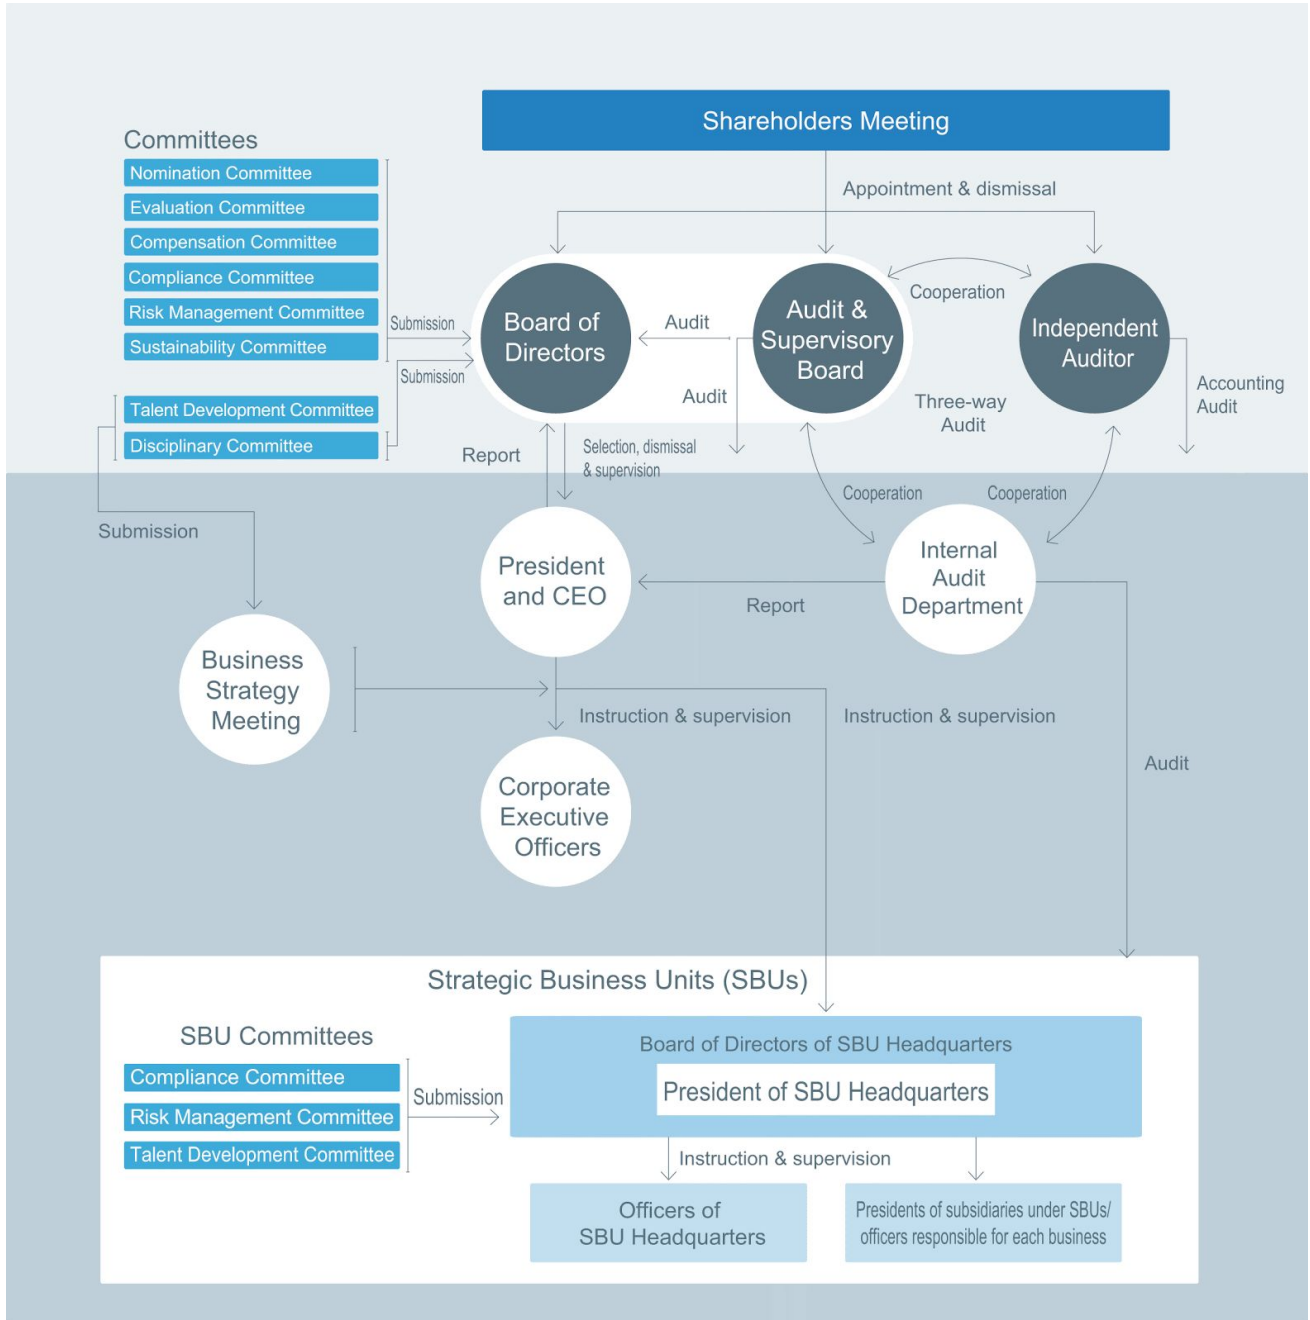 Shareholders Meeting
Committees
Nomination Committee
Evaluation Committee
Compensation Committee
Compliance Committee
Risk Management Committee
Sustainability Committee
Talent Development Committee
Disciplinary Committee
Appointment & dismissal
Submission
Submission
Board of
Directors
Audit
Audit
Audit &
Supervisory
Board
Cooperation
Independent
Auditor
Three-way
Audit
Accounting
Audit
Report
Selection, dismissal
& supervision
Cooperation
Cooperation
Submission
President
and CEO
Report
Internal
Audit
Department
Business
Strategy
Meeting
Instruction & supervision
Instruction & supervision
Audit
Corporate
Executive
Officers
Strategic Business Units (SBUs)
SBU Committees
Compliance Committee
Risk Management Committee
Talent Development Committee
Submission
Board of Directors of SBU Headquarters
President of SBU Headquarters
Instruction & supervision
Officers of
SBU Headquarters
Presidents of subsidiaries under SBUs/
officers responsible for each business